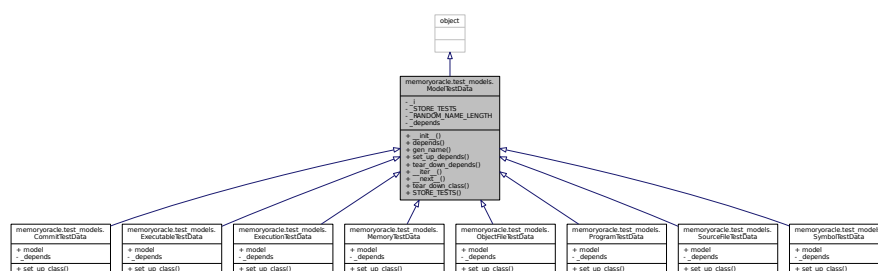 object
memoryoracle.test_models.
ModelTestData
- _i
- _STORE_TESTS
- _RANDOM_NAME_LENGTH
- _depends
+ __init__()
+ depends()
+ gen_name()
+ set_up_depends()
+ tear_down_depends()
+ __iter__()
+ __next__()
+ tear_down_class()
+ STORE_TESTS()
memoryoracle.test_models.
CommitTestData
+ model
- _depends
+ set_up_class()
memoryoracle.test_models.
ExecutableTestData
+ model
- _depends
+ set_up_class()
memoryoracle.test_models.
ExecutionTestData
+ model
- _depends
+ set_up_class()
memoryoracle.test_models.
MemoryTestData
+ model
- _depends
+ set_up_class()
memoryoracle.test_models.
ObjectFileTestData
+ model
- _depends
+ set_up_class()
memoryoracle.test_models.
ProgramTestData
+ model
- _depends
+ set_up_class()
memoryoracle.test_models.
SourceFileTestData
+ model
- _depends
+ set_up_class()
memoryoracle.test_model
SymbolTestData
+ model
- _depends
+ set_up_class()